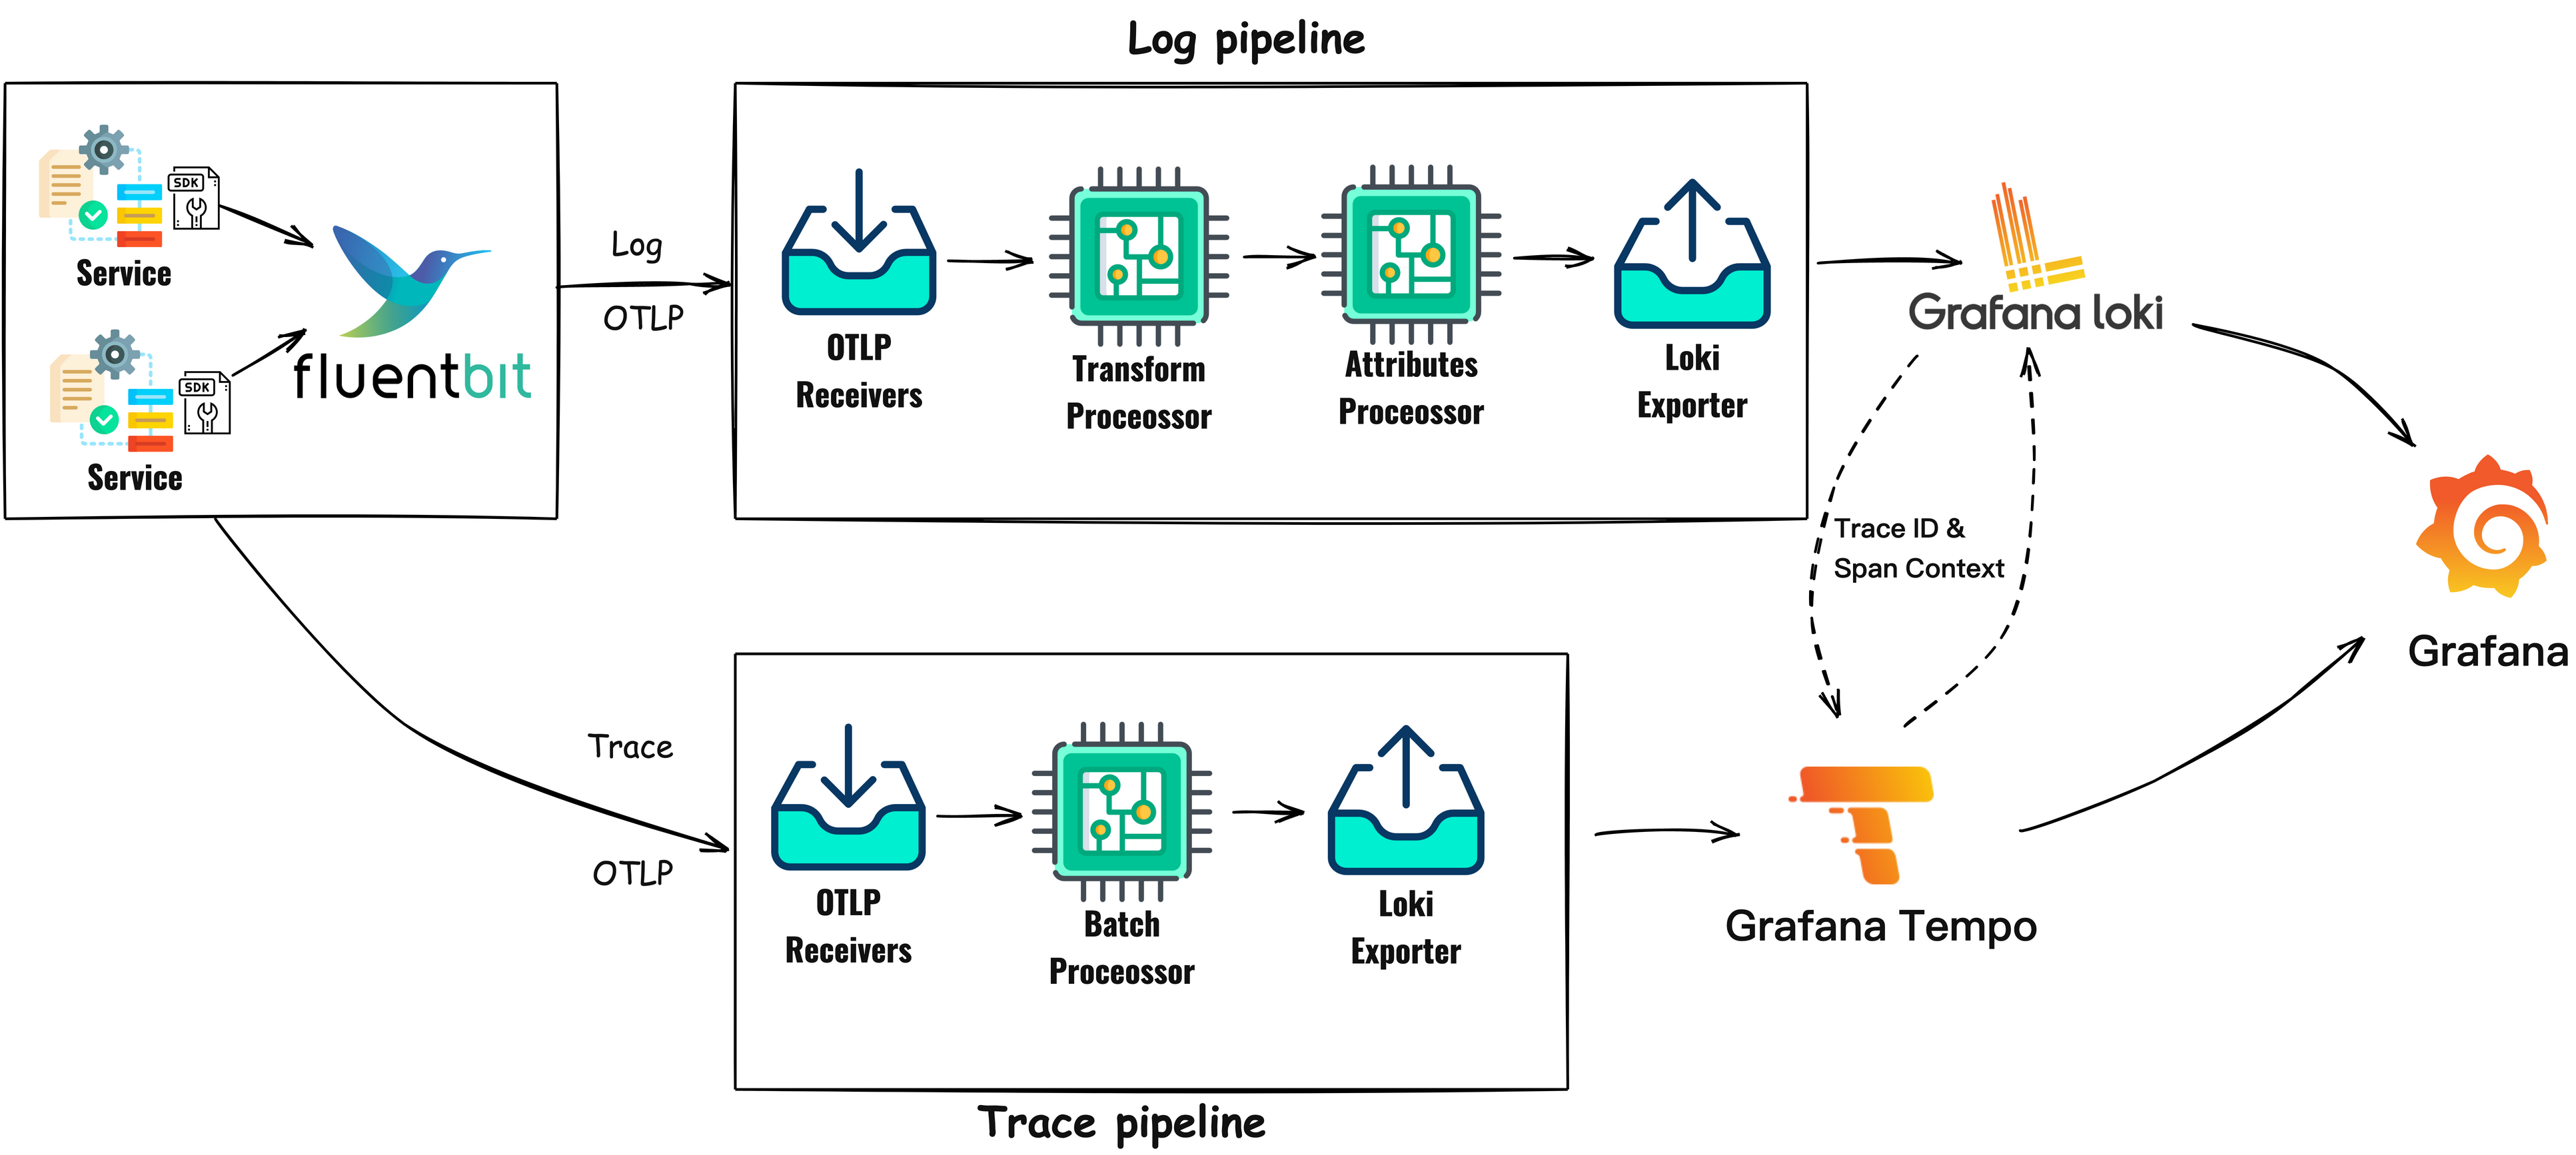 Log pipeline
SDK
Service
fluentbit
SDK
Service
Log
OTLP
OTLP
Receivers
Transform
Proceossor
Attributes
Proceossor
Loki
Exporter
Grafana loki
Trace ID &
Span Context
Grafana
Trace
OTLP
OTLP
Receivers
Batch
Proceossor
Loki
Exporter
Grafana Tempo
Trace pipeline